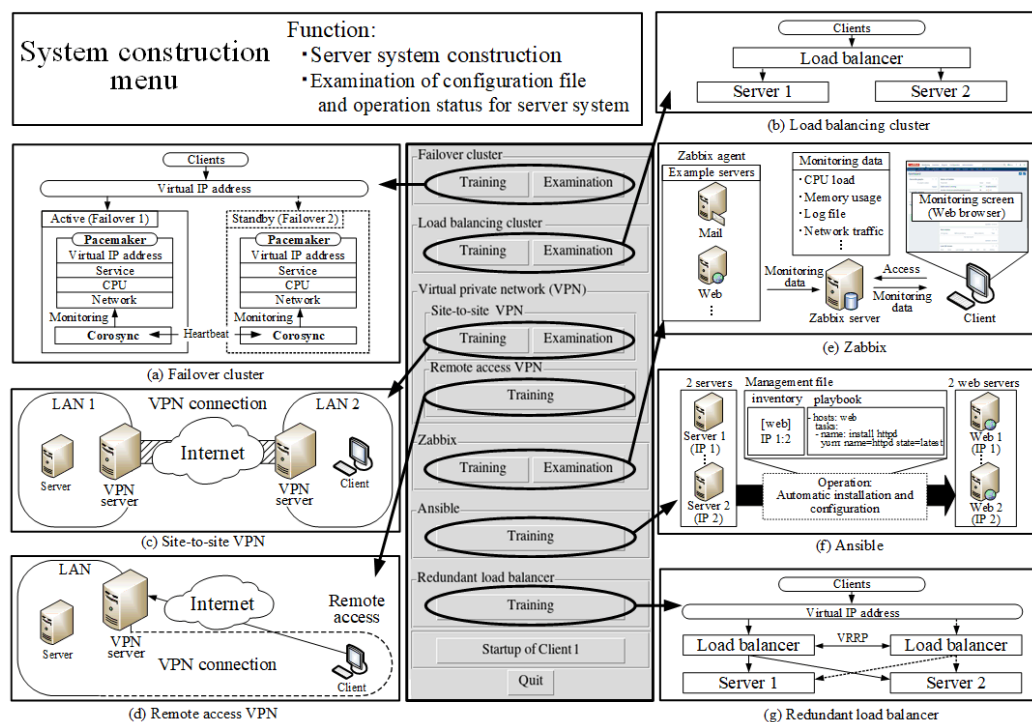 System construction
menu
Function:
・Server system construction
・Examination of configuration file
and operation status for server system
Clients
Load balancer
Server 1
Server 2
(b) Load balancing cluster
Clients
Virtual IP address
Active (Failover 1)
Pacemaker
Virtual IP address
Service
CPU
Network
Monitoring
Corosync
Heartbeat
Standby (Failover 2)
Pacemaker
Virtual IP address
Service
CPU
Network
Monitoring
Corosync
(a) Failover cluster
Failover cluster
Training
Examination
Load balancing cluster
Training
Examination
Virtual private network (VPN)
Site-to-site VPN
Training
Examination
Remote access VPN
Training
Zabbix
Training
Examination
Ansible
Training
Redundant load balancer
Training
Startup of Client1
Quit
Zabbix agent
Example servers
Mail
Web
Monitoring data
・CPU load
・Memory usage
・Log file
・Network traffic
Monitoring screen
(Web browser)
Monitoring
data
Zabbix server
Access
Monitoring
data
Client
(e) Zabbix
LAN 1
VPN connection
LAN 2
Internet
Server
VPN
server
VPN
server
Client
(c) Site-to-site VPN
2 servers
Server 1
(IP 1)
Server 2
(IP 2)
Management file
inventory
[web]
IP 1:2
playbook
- hosts: web
tasks:
- name: install httpd
yum name=httpd state=latest
Operation:
Automatic installation and
configuration
2 web servers
Web 1
(IP 1)
Web 2
(IP 2)
(f) Ansible
LAN
Internet
Remote
access
Server
VPN
server
VPN connection
Client
(d) Remote access VPN
Clients
Virtual IP address
Load balancer
VRRP
Load balancer
Server 1
Server 2
(g) Redundant load balancer